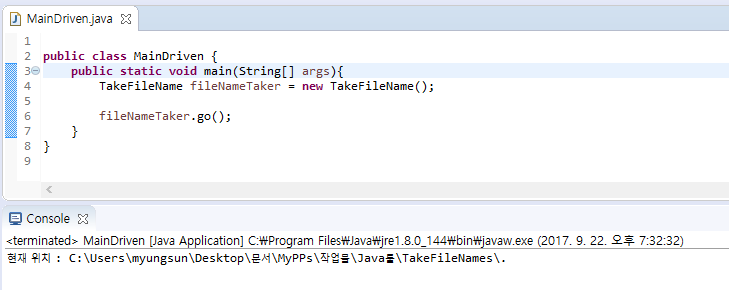 MainDriven.java
1
2 public class MainDriven {
3 public static void main(String[] args){
4 TakeFileName fileNameTaker = new TakeFileName();
5
6 fileNameTaker.go();
7 }
8 }
9
Console
<terminated> MainDriven [Java Application] C:₩Program Files₩Java₩jre1.8.0_144₩bin₩javaw.exe (2017. 9. 22. 오후 7:32:32)
현재 위치 : C:\Users\myungsun\Desktop\문서\MyPPs\작업물\Java룸\TakeFileNames\.